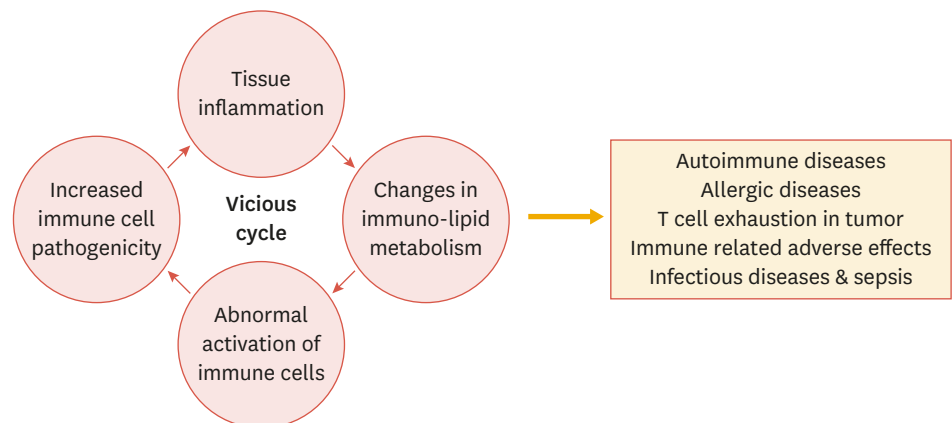 Tissue
inflammation
Increased
immune cell
pathogenicity
Vicious
cycle
Changes in
immuno-lipid
metabolism
Abnormal
activation of
immune cells
Autoimmune diseases
Allergic diseases
T cell exhaustion in tumor
Immune related adverse effects
Infectious diseases & sepsis